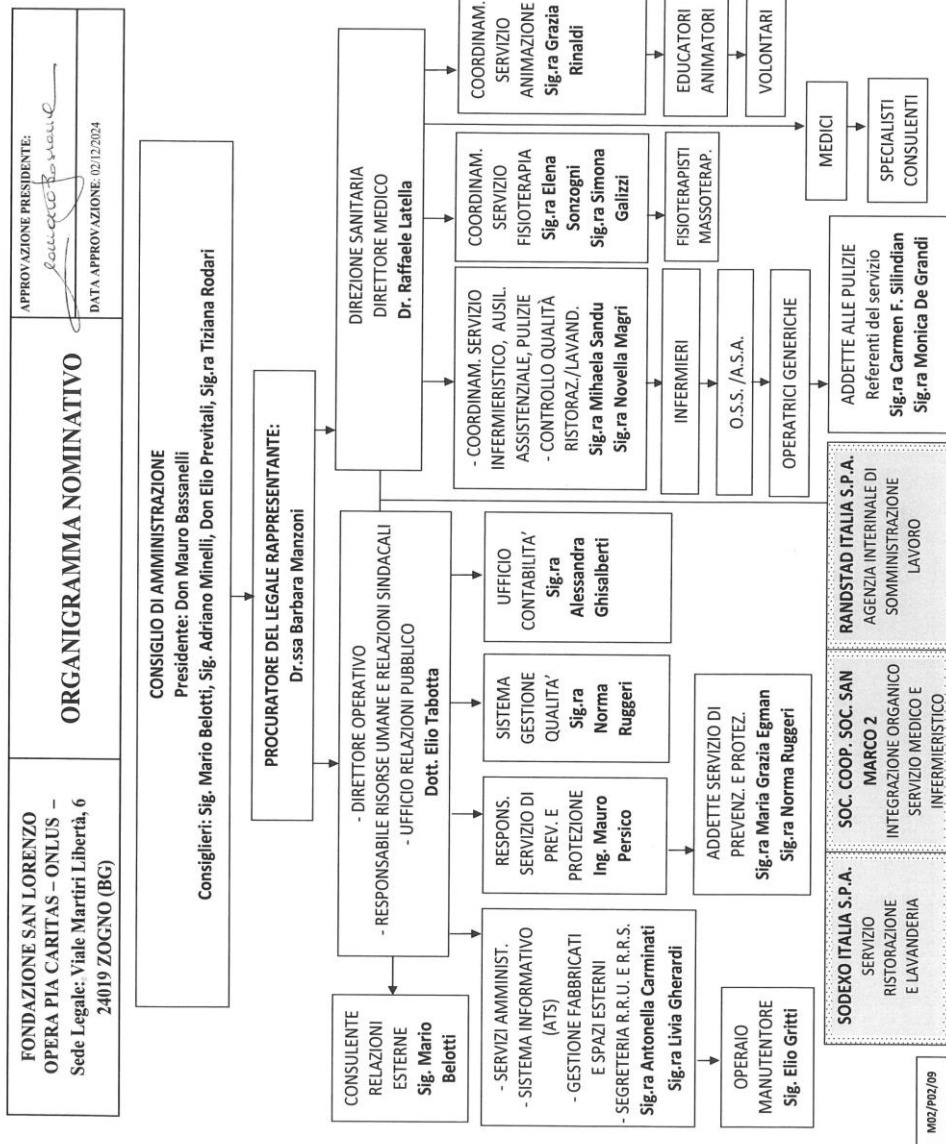 FONDAZIONE SAN LORENZO
OPERA PIA CARITAS – ONLUS –
Sede Legale: Viale Martiri Libertà, 6
24019 ZOGNO (BG)
ORGANIGRAMMA NOMINATIVO
APPROVAZIONE PRESIDENTE:
DATA APPROVAZIONE: 02/12/2024
CONSIGLIO DI AMMINISTRAZIONE
Presidente: Don Mauro Bassanelli
Consiglieri: Sig. Mario Belotti, Sig. Adriano Minelli, Don Elio Previtali, Sig.ra Tiziana Rodari
PROCURATORE DEL LEGALE RAPPRESENTANTE:
Dr.ssa Barbara Manzoni
- DIRETTORE OPERATIVO
- RESPONSABILE RISORSE UMANE E RELAZIONI SINDACALI
- UFFICIO RELAZIONI PUBBLICO
Dott. Elio Tabotta
DIREZIONE SANITARIA
DIRETTORE MEDICO
Dr. Raffaele Latella
CONSULENTE
RELAZIONI
ESTERNE
Sig. Mario
Belotti
- SERVIZI AMMINIST.
- SISTEMA INFORMATIVO
(ATS)
- GESTIONE FABBRICATI
E SPAZI ESTERNI
- SEGRETERIA R.R.U. E R.R.S.
Sig.ra Antonella Carminati
Sig.ra Livia Gherardi
OPERAIO
MANUTENTORE
Sig. Elio Gritti
RESPONS.
SERVIZIO DI
PREV. E
PROTEZIONE
Ing. Mauro
Persico
ADDETTE SERVIZIO DI
PREVENZ. E PROTEZ.
Sig.ra Maria Grazia Egman
Sig.ra Norma Ruggeri
SISTEMA
GESTIONE
QUALITA'
Sig.ra
Norma
Ruggeri
UFFICIO
CONTABILITA'
Sig.ra
Alessandra
Ghisalberti
- COORDINAM. SERVIZIO
INFERMIERISTICO, AUSIL.
ASSISTENZIALE, PULIZIE
- CONTROLLO QUALITÀ
RISTORAZ./LAVAND.
Sig.ra Mihaela Sandu
Sig.ra Novella Magri
INFERMIERI
O.S.S. /A.S.A.
OPERATRICI GENERICHE
ADDETTE ALLE PULIZIE
Referenti del servizio
Sig.ra Carmen F. Silindian
Sig.ra Monica De Grandi
COORDINAM.
SERVIZIO
FISIOTERAPIA
Sig.ra Elena
Sonzogni
Sig.ra Simona
Galizzi
FISIOTERAPISTI
MASSOTERAP.
COORDINAM.
SERVIZIO
ANIMAZIONE
Sig.ra Grazia
Rinaldi
EDUCATORI
ANIMATORI
VOLONTARI
MEDICI
SPECIALISTI
CONSULENTI
SODEXO ITALIA S.P.A.
SERVIZIO
RISTORAZIONE
E LAVANDERIA
SOC. COOP. SOC. SAN
MARCO 2
INTEGRAZIONE ORGANICO
SERVIZIO MEDICO E
INFERMIERISTICO
RANDSTAD ITALIA S.P.A.
AGENZIA INTERINALE DI
SOMMINISTRAZIONE
LAVORO
M02/P02/09